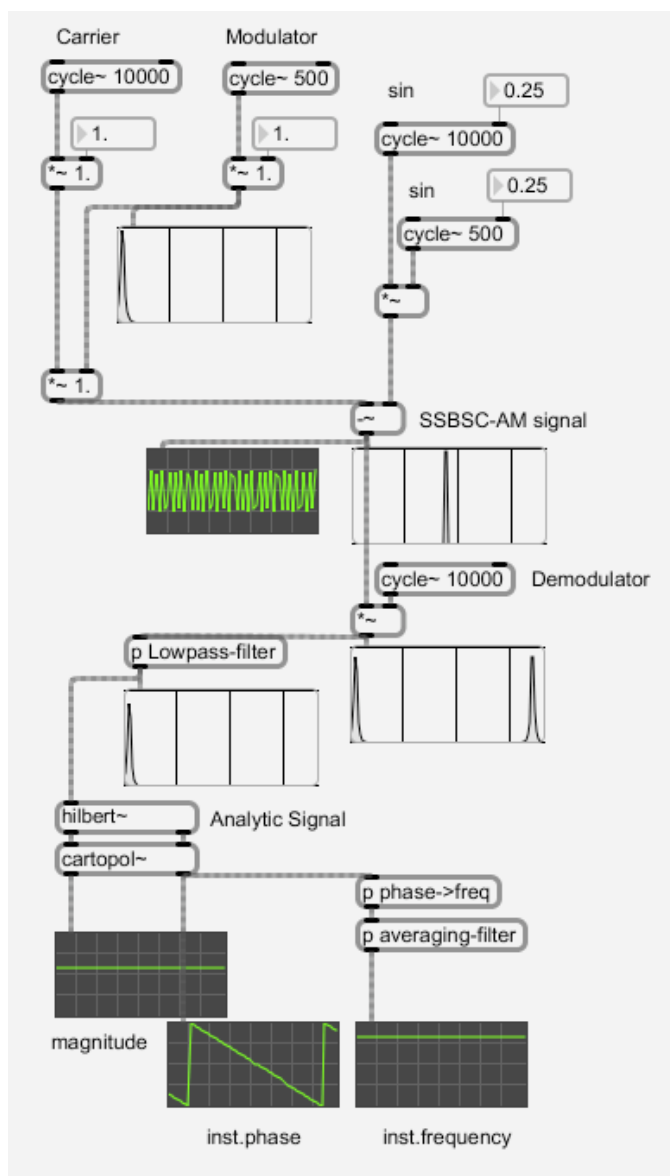 Carrier
Modulator
cycle~ 10000
cycle~ 500
sin
0.25
1.
1.
cycle~ 10000
*~ 1.
*~ 1.
sin
0.25
cycle~ 500
*~
*~ 1.
-~
SSBSC-AM signal
cycle~ 10000
Demodulator
*~
p Lowpass-filter
hilbert~
Analytic Signal
cartopol~
p phase->freq
p averaging-filter
magnitude
inst.phase
inst.frequency